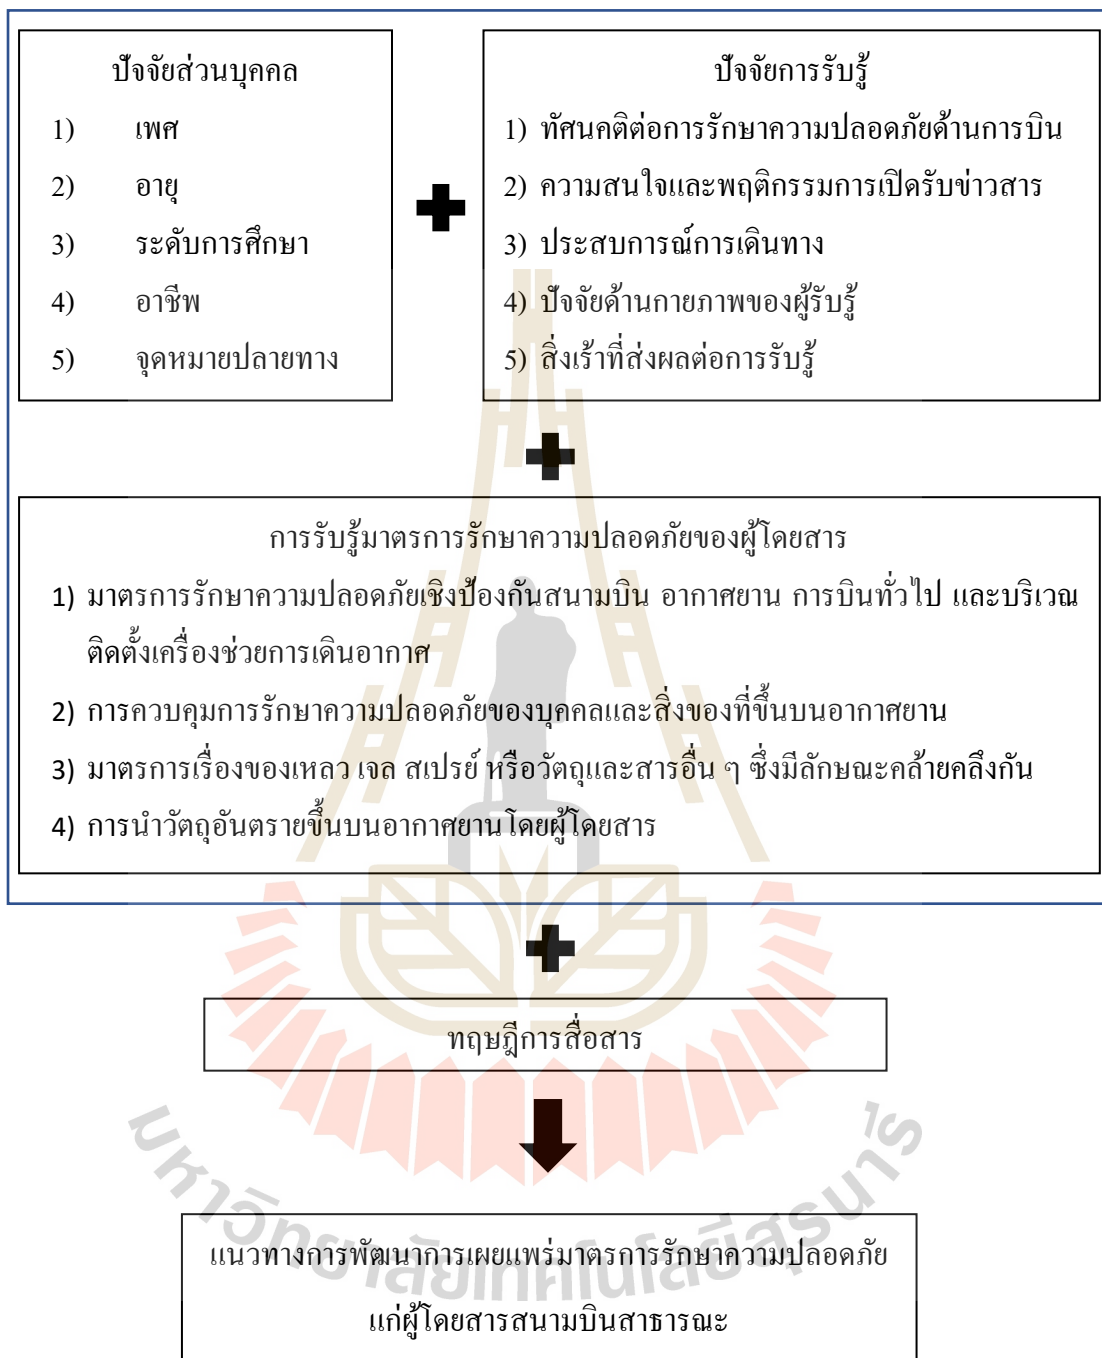 ปัจจัยส่วนบุคคล
1) เพศ
2) อายุ
3) ระดับการศึกษา
4) อาชีพ
5) จุดหมายปลายทาง
ปัจจัยการรับรู้
1) ทัศนคติต่อการรักษาความปลอดภัยด้านการบิน
2) ความสนใจและพฤติกรรมการเปิดรับข่าวสาร
3) ประสบการณ์การเดินทาง
4) ปัจจัยด้านกายภาพของผู้รับรู้
5) สิ่งเร้าที่ส่งผลต่อการรับรู้
การรับรู้มาตรการรักษาความปลอดภัยของผู้โดยสาร
1) มาตรการรักษาความปลอดภัยเชิงป้องกันสนามบิน อากาศยาน การบินทั่วไป และบริเวณ
ติดตั้งเครื่องช่วยการเดินอากาศ
2) การควบคุมการรักษาความปลอดภัยของบุคคลและสิ่งของที่ขึ้นบนอากาศยาน
3) มาตรการเรื่องของเหลว เจล สเปรย์ หรือวัตถุและสารอื่น ๆ ซึ่งมีลักษณะคล้ายคลึงกัน
4) การนำวัตถุอันตรายขึ้นบนอากาศยานโดยผู้โดยสาร
ทฤษฎีการสื่อสาร
แนวทางการพัฒนาการเผยแพร่มาตรการรักษาความปลอดภัย
แก่ผู้โดยสารสนามบินสาธารณะ
มหาวิทยาลัยเทคโนโลยีสุรนารี